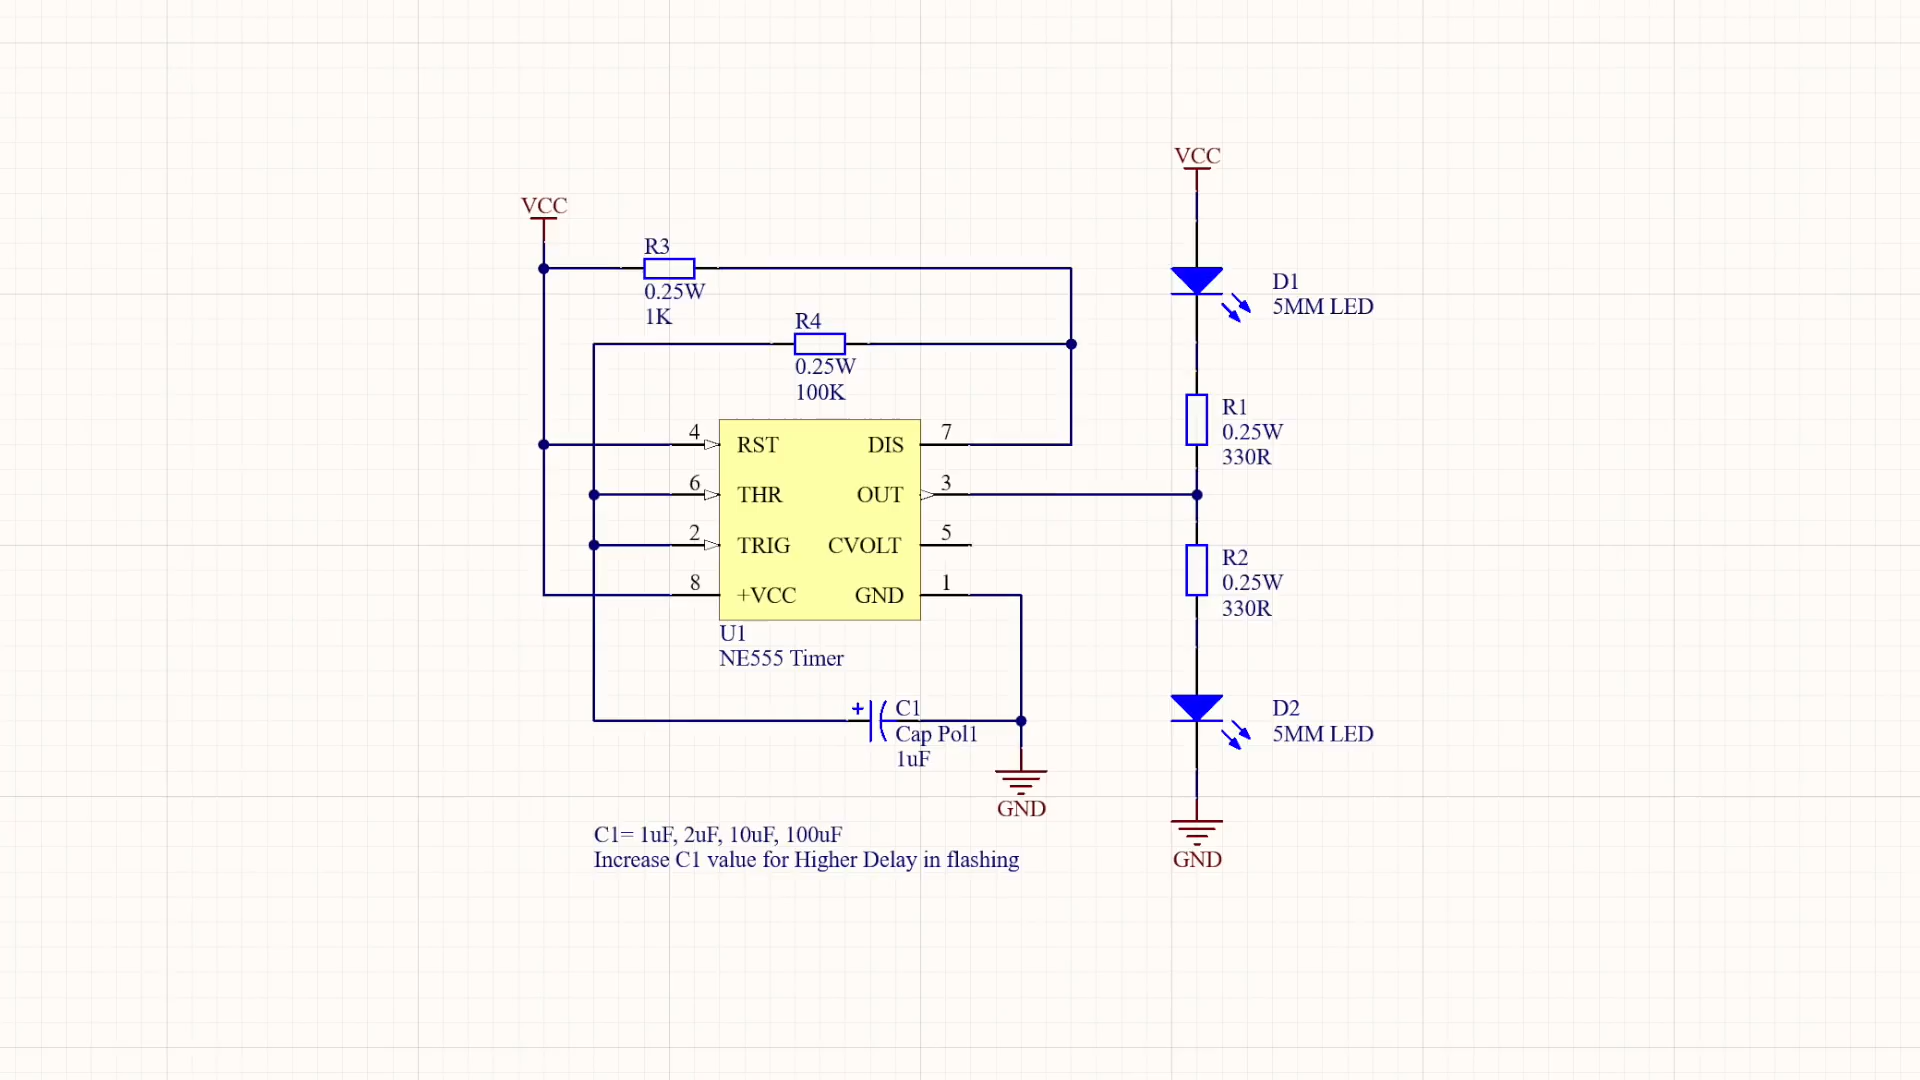 VCC
VCC
R3
0.25W
1K
R4
0.25W
100K
D1
5MM LED
R1
0.25W
330R
4 RST DIS 7
6 THR OUT 3
2 TRIG CVOLT 5
8 +VCC GND 1
U1
NE555 Timer
R2
0.25W
330R
+ C1
Cap Pol1
1uF
D2
5MM LED
GND
GND
C1= 1uF, 2uF, 10uF, 100uF
Increase C1 value for Higher Delay in flashing